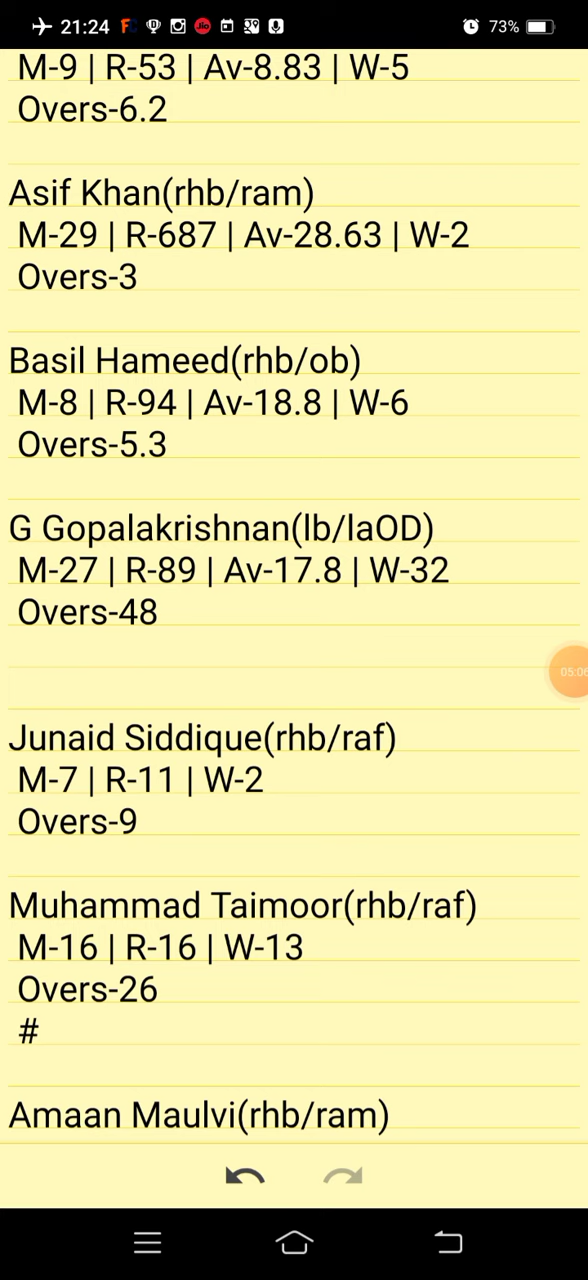 21:24
Jio
73%
M-9 | R-53 | Av-8.83 | W-5
Overs-6.2
Asif Khan(rhb/ram)
M-29 | R-687 | Av-28.63 | W-2
Overs-3
Basil Hameed(rhb/ob)
M-8 | R-94 | Av-18.8 | W-6
Overs-5.3
G Gopalakrishnan(lb/laOD)
M-27 | R-89 | Av-17.8 | W-32
Overs-48
05:06
Junaid Siddique(rhb/raf)
M-7 | R-11 | W-2
Overs-9
Muhammad Taimoor(rhb/raf)
M-16 | R-16 | W-13
Overs-26
#
Amaan Maulvi(rhb/ram)